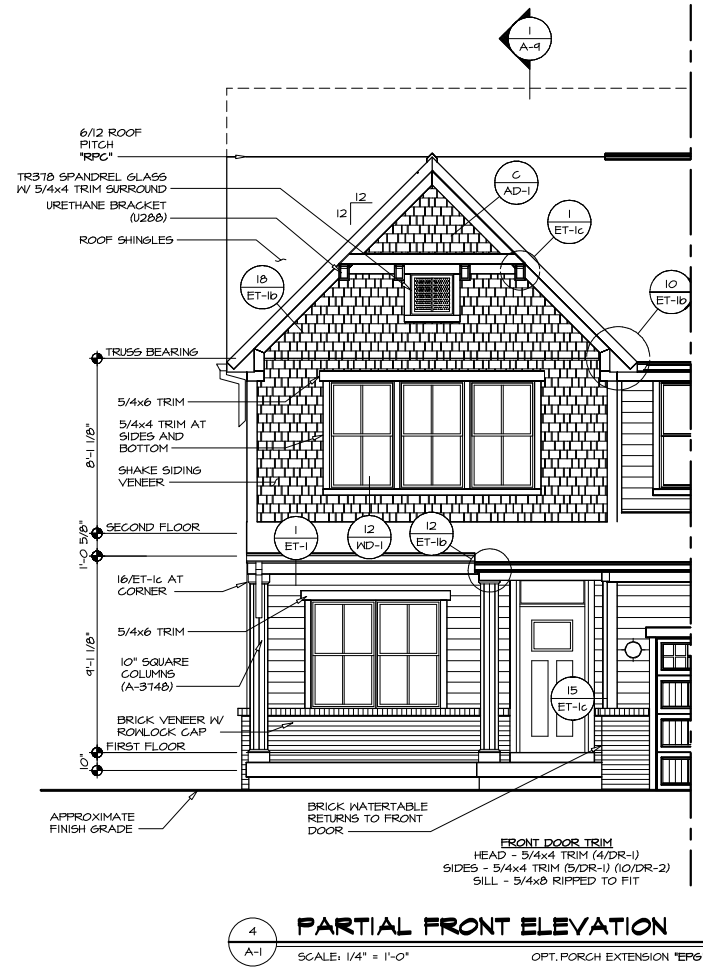 1
A-9
6/12 ROOF
PITCH
"RPC"
TR378 SPANDREL GLASS
W/ 5/4x4 TRIM SURROUND
URETHANE BRACKET
(U288)
ROOF SHINGLES
12
12
C
AD-1
1
ET-1c
18
ET-1b
10
ET-1b
TRUSS BEARING
5/4x6 TRIM
5/4x4 TRIM AT
SIDES AND
BOTTOM
SHAKE SIDING
VENEER
8'-1 1/8"
SECOND FLOOR
1'-0 5/8"
1
ET-1
12
WD-1
12
ET-1b
16/ET-1c AT
CORNER
5/4x6 TRIM
10" SQUARE
COLUMNS
(A-3748)
9'-1 1/8"
15
ET-1c
BRICK VENEER W/
ROWLOCK CAP
FIRST FLOOR
10"
APPROXIMATE
FINISH GRADE
BRICK WATERTABLE
RETURNS TO FRONT
DOOR
FRONT DOOR TRIM
HEAD - 5/4x4 TRIM (4/DR-1)
SIDES - 5/4x4 TRIM (5/DR-1) (10/DR-2)
SILL - 5/4x8 RIPPED TO FIT
4
A-1
PARTIAL FRONT ELEVATION
SCALE: 1/4" = 1'-0"
OPT. PORCH EXTENSION "EPG